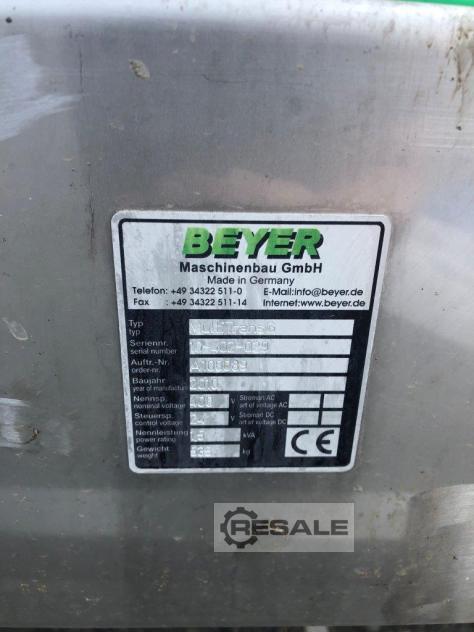 BEYER
Maschinenbau GmbH
Made in Germany
Telefon: +49 34322 511-0 E-Mail:info@beyer.de
Fax : +49 34322 511-14 Internet:www.beyer.de
Typ
typ
Seriennr.
serial number
Auftr.-Nr.
order-nr.
Baujahr
year of manufacture
2010
Nennsp.
nominal voltage
V Stromart AC
art of voltage AC
Steuersp.
control voltage
V Stromart DC
art of voltage DC
Nennleistung
power rating
kVA
Gewicht
weight
kg
CE
RESALE